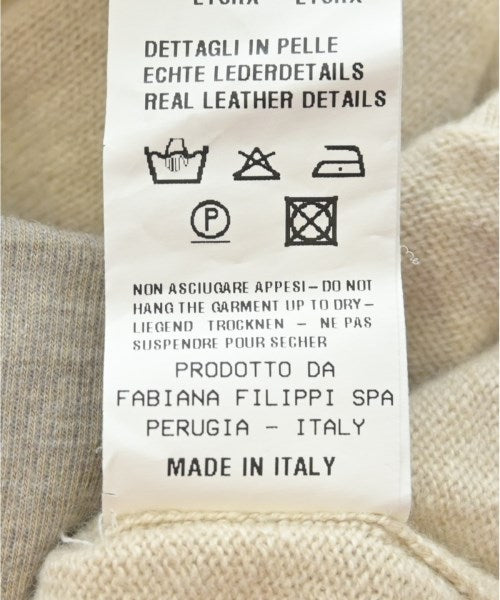 DETTAGLI IN PELLE
ECHTE LEDERDETAILS
REAL LEATHER DETAILS
P
NON ASCIUGARE APPESI – DO NOT
HANG THE GARMENT UP TO DRY –
LIEGEND TROCKNEN – NE PAS
SUSPENDRE POUR SECHER
PRODOTTO DA
FABIANA FILIPPI SPA
PERUGIA – ITALY
MADE IN ITALY